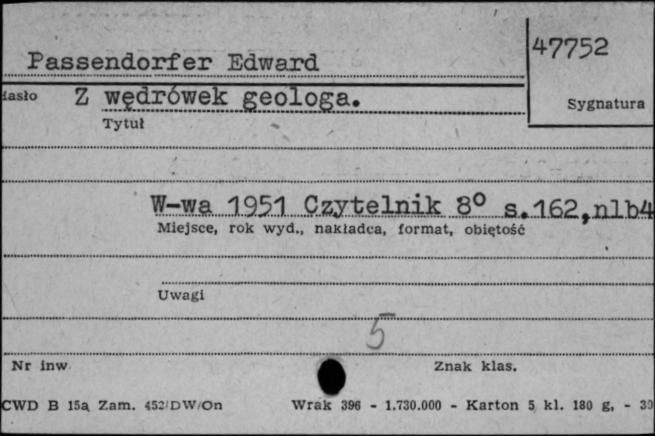 47752
Passendorfer Edward
iasło Z wędrówek geologa.
Sygnatura
Tytuł
W-wa 1951 Czytelnik 8° s.162,nlb4
Miejsce, rok wyd., nakładca, format, objętość
Uwagi
5
Nr inw Znak klas.
CWD B 15a Zam. 452/DW/On Wrak 396 - 1.730.000 - Karton 5 kl. 180 g. - 30